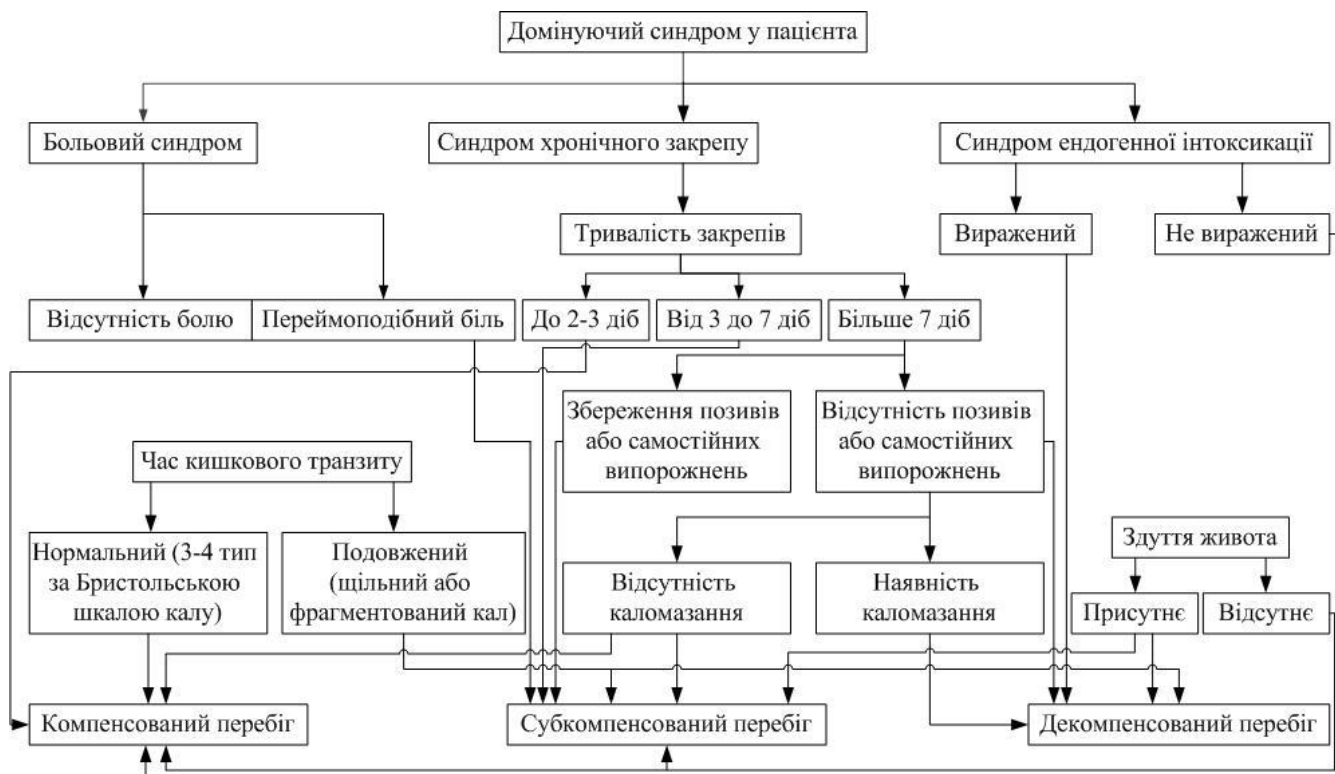 Домінуючий синдром у пацієнта
Больовий синдром
Синдром хронічного закрепу
Синдром ендогенної інтоксикації
Тривалість закрепів
Виражений
Не виражений
Відсутність болю
Переймоподібний біль
До 2-3 діб
Від 3 до 7 діб
Більше 7 діб
Збереження позивів
або самостійних
випорожнень
Відсутність позивів
або самостійних
випорожнень
Час кишкового транзиту
Нормальний (3-4 тип
за Бристольською
шкалою калу)
Подовжений
(щільний або
фрагментований кал)
Відсутність
каломазання
Наявність
каломазання
Здуття живота
Присутнє
Відсутнє
Компенсований перебіг
Субкомпенсований перебіг
Декомпенсований перебіг